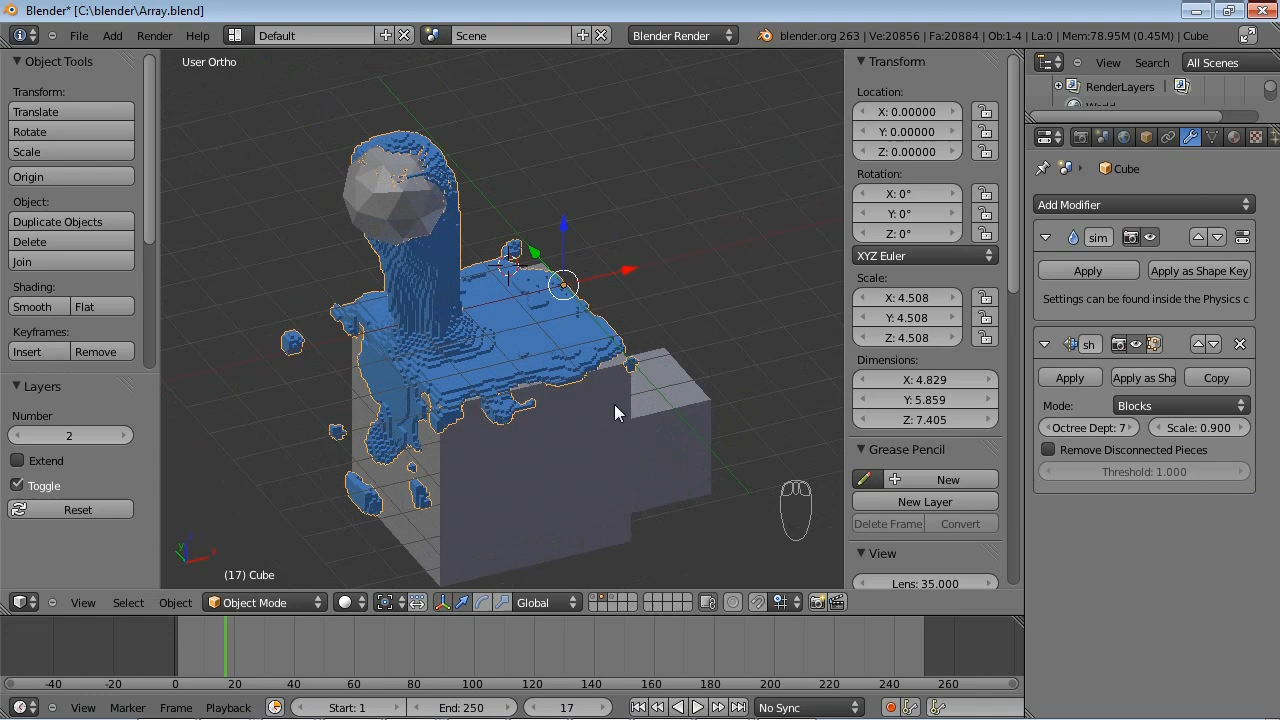 Blender* [C:\blender\Array.blend]
File Add Render Help Default Scene Blender Render blender.org 263 | Ve:20856 | Fa:20884 | Ob:1-4 | La:0 | Mem:78.95M (0.45M) | Cube
Object Tools
Transform:
Translate
Rotate
Scale
Origin
Object:
Duplicate Objects
Delete
Join
Shading:
Smooth Flat
Keyframes:
Insert Remove
Layers
Number
2
Extend
Toggle
Reset
User Ortho
(17) Cube
Transform
Location:
X: 0.00000
Y: 0.00000
Z: 0.00000
Rotation:
X: 0°
Y: 0°
Z: 0°
XYZ Euler
Scale:
X: 4.508
Y: 4.508
Z: 4.508
Dimensions:
X: 4.829
Y: 5.859
Z: 7.405
Grease Pencil
New
New Layer
Delete Frame Convert
View
Lens: 35.000
View Search All Scenes
RenderLayers
Cube
Add Modifier
sim
Apply Apply as Shape Key
Settings can be found inside the Physics c
sh
Apply Apply as Sha Copy
Mode: Blocks
Octree Dept: 7 Scale: 0.900
Remove Disconnected Pieces
Threshold: 1.000
View Select Object Object Mode Global
-40 -20 0 20 40 60 80 100 120 140 160 180 200 220 240 260
View Marker Frame Playback Start: 1 End: 250 17 No Sync